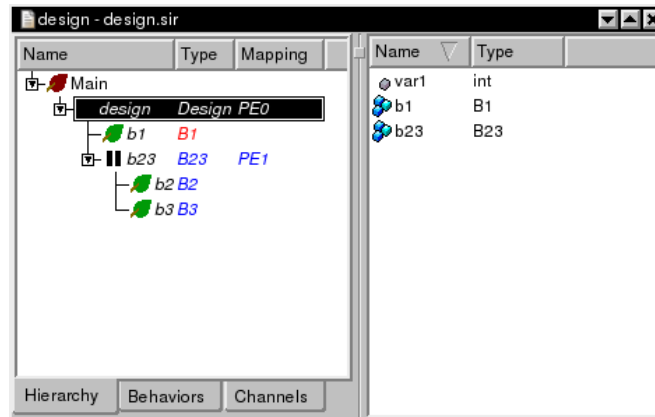 design - design.sir
Name Type Mapping
Main
design Design PE0
b1 B1
b23 B23 PE1
b2 B2
b3 B3
Hierarchy Behaviors Channels
Name Type
var1 int
b1 B1
b23 B23